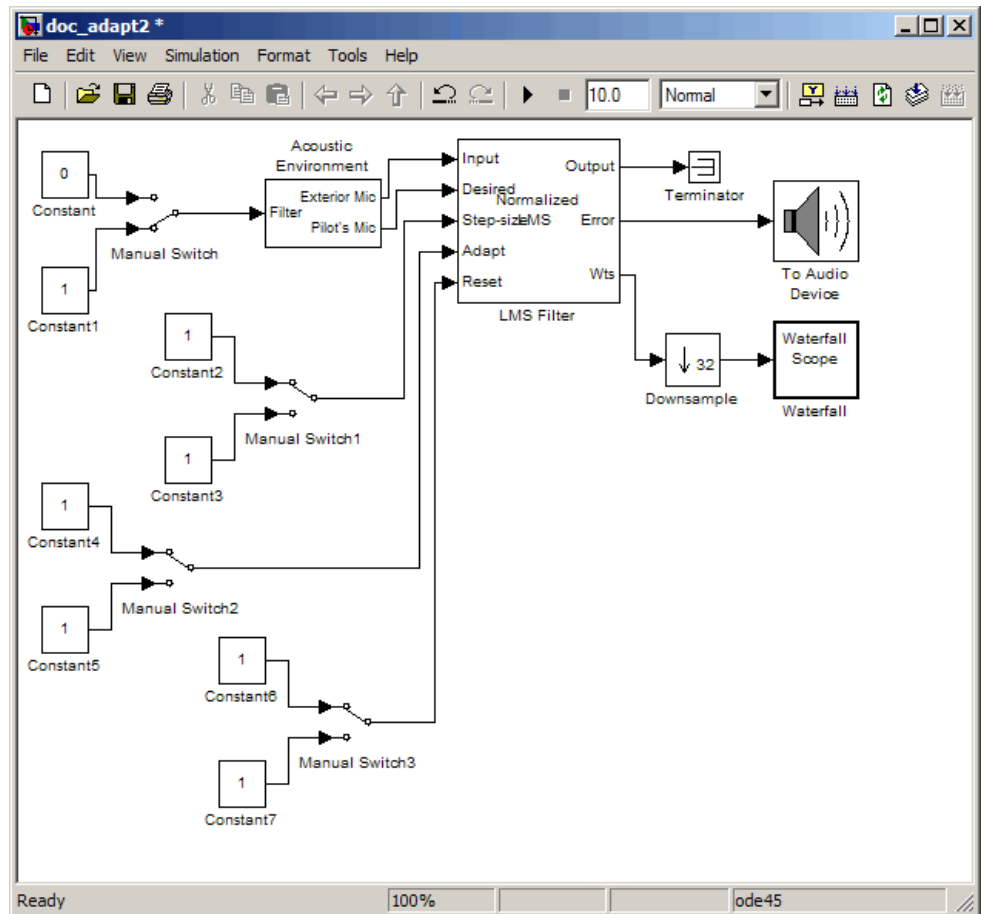 doc_adapt2 *
File Edit View Simulation Format Tools Help
10.0 Normal
0
Constant
Manual Switch
1
Constant1
Acoustic
Environment
Filter
Exterior Mic
Pilot's Mic
Input
Desired
Step-size
Adapt
Reset
Normalized
LMS
Output
Error
Wts
LMS Filter
Terminator
To Audio
Device
1
Constant2
Manual Switch1
1
Constant3
32
Downsample
Waterfall
Scope
Waterfall
1
Constant4
Manual Switch2
1
Constant5
1
Constant6
Manual Switch3
1
Constant7
Ready 100% ode45